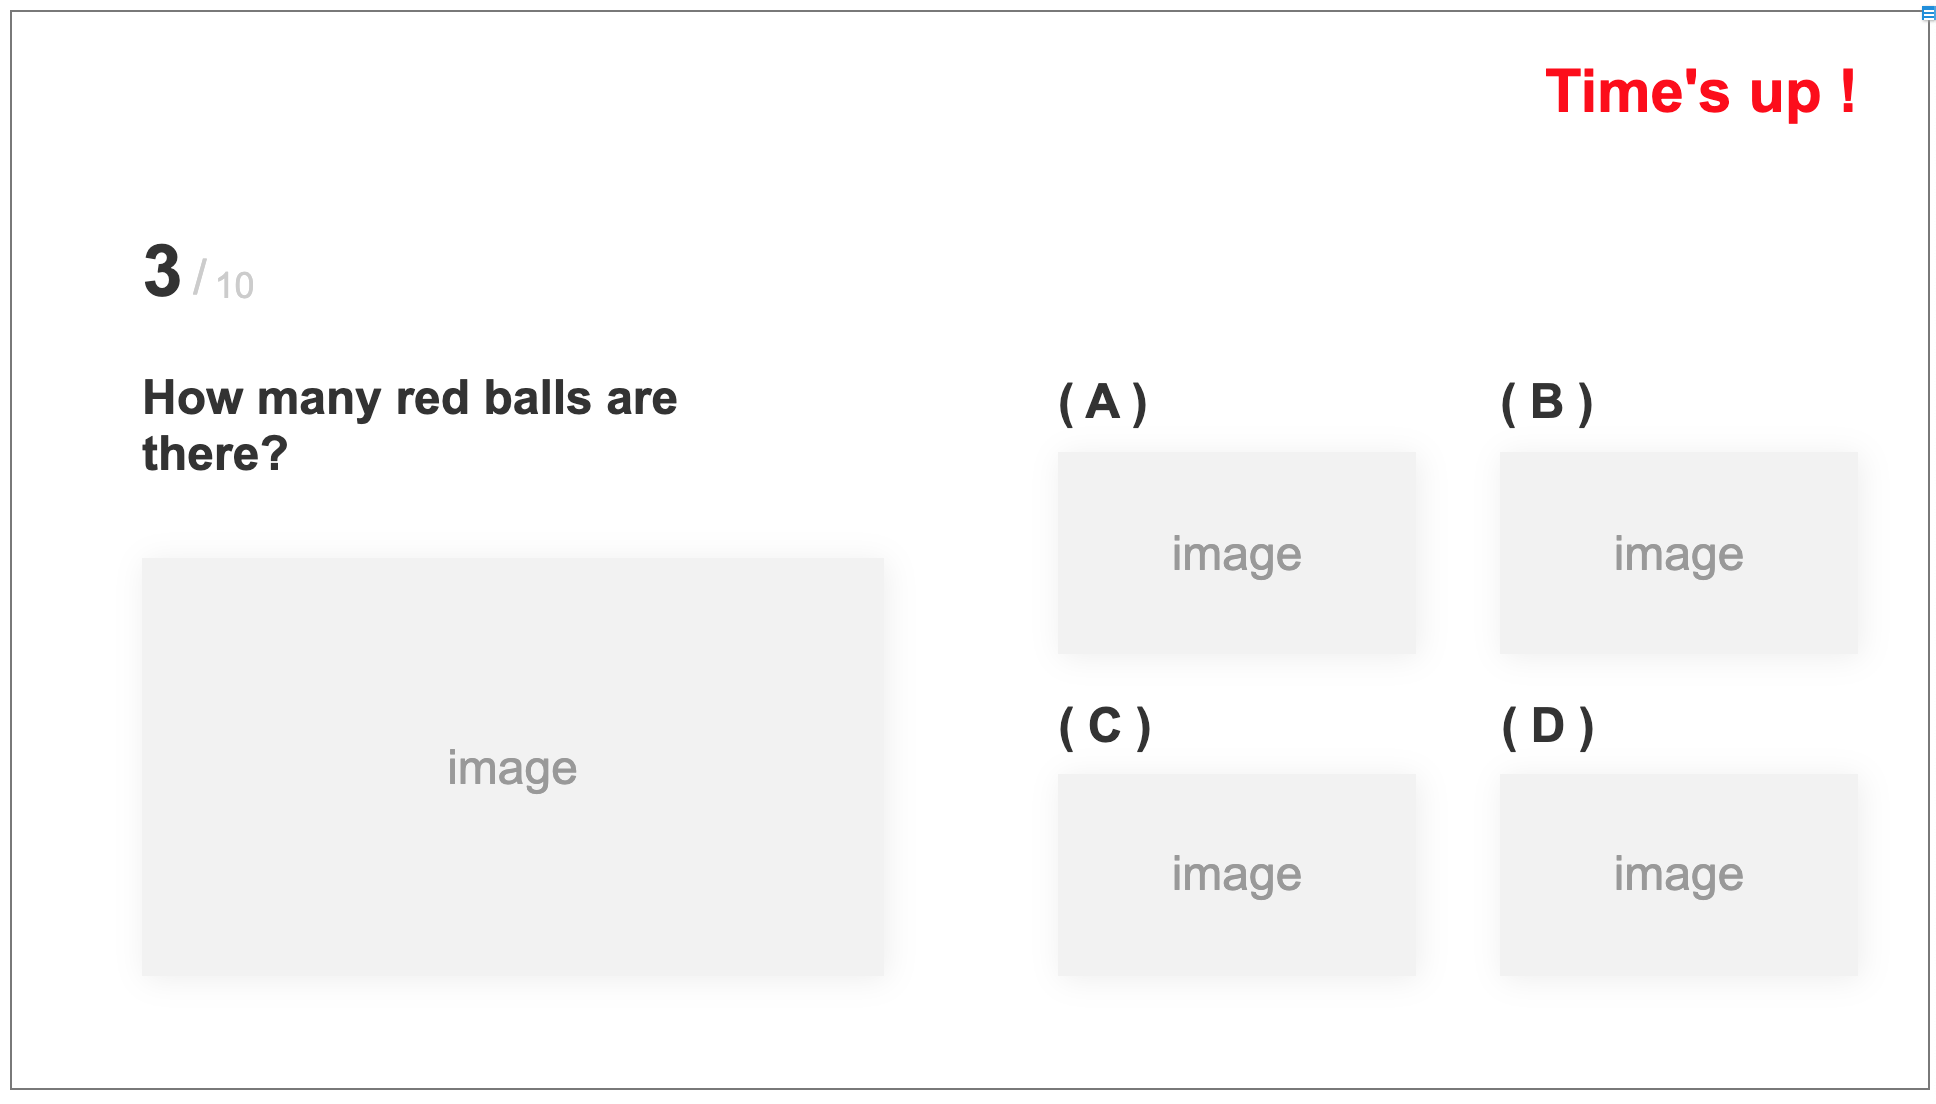 Time's up !
3 / 10
How many red balls are
there?
image
( A )
image
( B )
image
( C )
image
( D )
image